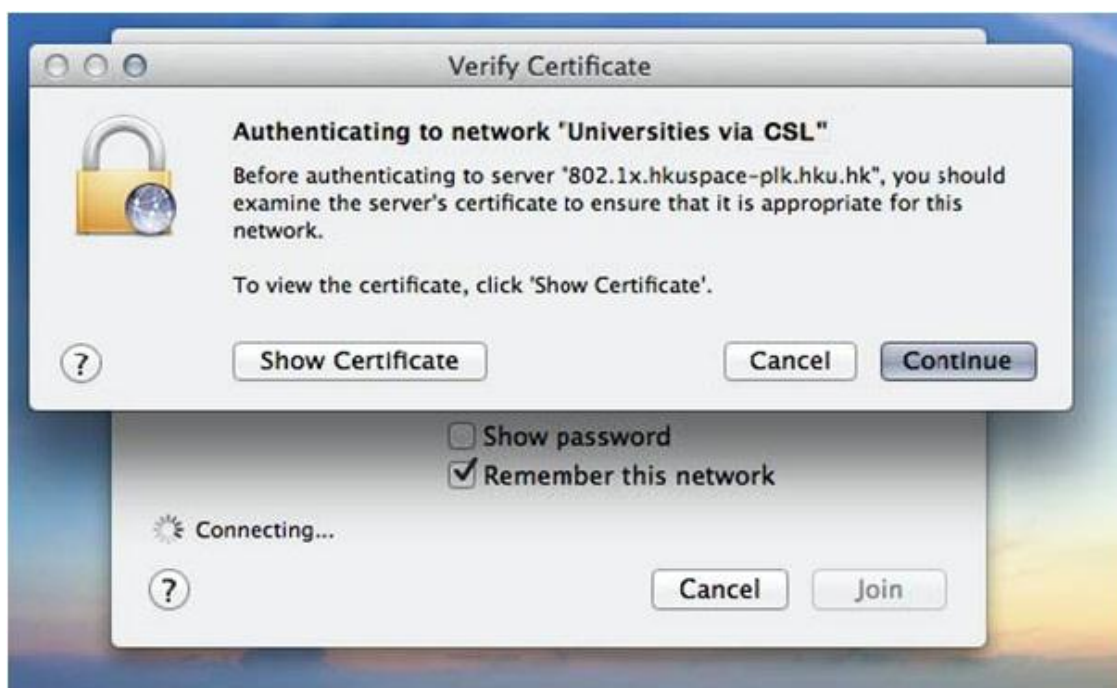 Verify Certificate
Authenticating to network "Universities via CSL"
Before authenticating to server "802.1x.hkuspace-plk.hku.hk", you should
examine the server's certificate to ensure that it is appropriate for this
network.
To view the certificate, click 'Show Certificate'.
?
Show Certificate
Cancel
Continue
Show password
Remember this network
Connecting...
?
Cancel
Join